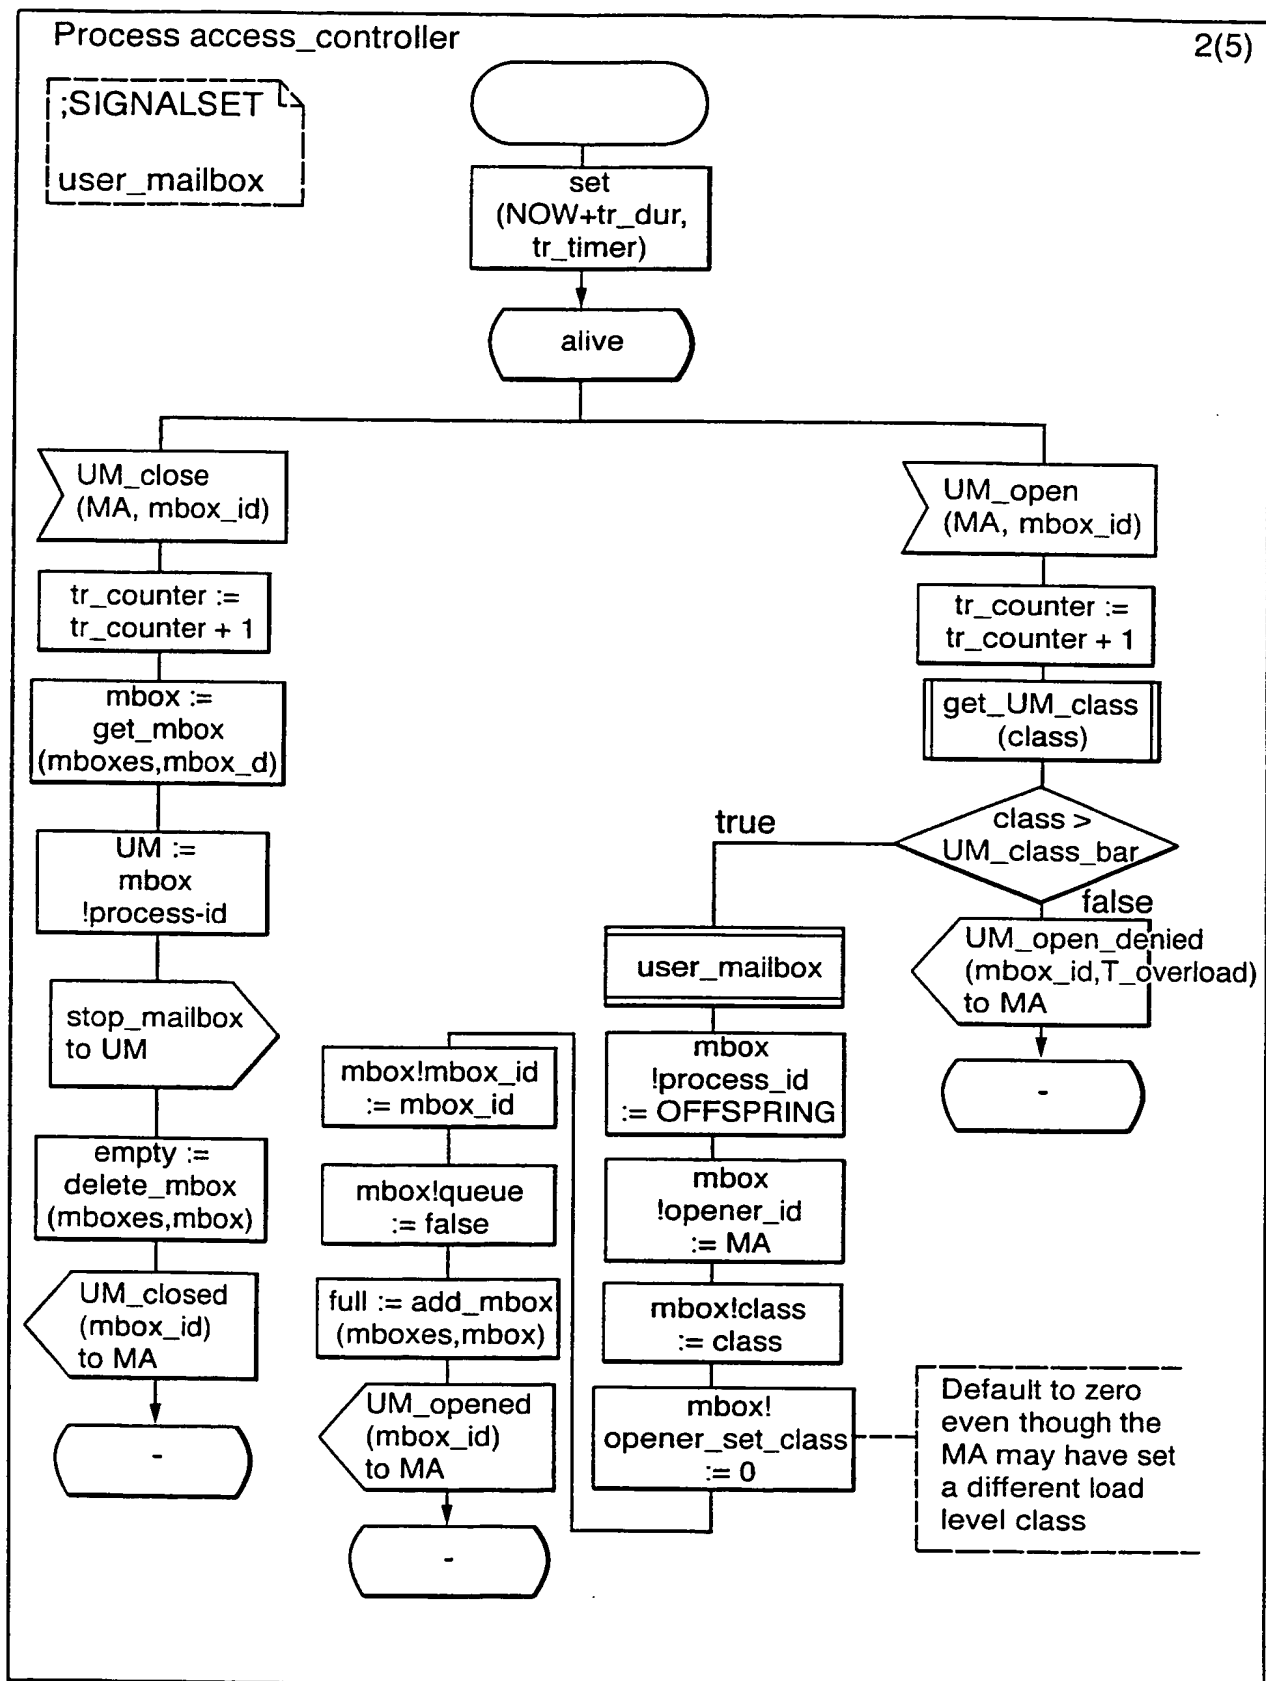 Process access_controller
2(5)
;SIGNALSET
user_mailbox
set
(NOW+tr_dur,
tr_timer)
alive
UM_close
(MA, mbox_id)
tr_counter :=
tr_counter + 1
mbox :=
get_mbox
(mboxes,mbox_d)
UM :=
mbox
!process-id
stop_mailbox
to UM
empty :=
delete_mbox
(mboxes,mbox)
UM_closed
(mbox_id)
to MA
-
UM_open
(MA, mbox_id)
tr_counter :=
tr_counter + 1
get_UM_class
(class)
class >
UM_class_bar
true
false
UM_open_denied
(mbox_id,T_overload)
to MA
-
user_mailbox
mbox
!process_id
:= OFFSPRING
mbox
!opener_id
:= MA
mbox!class
:= class
mbox!
opener_set_class
:= 0
Default to zero
even though the
MA may have set
a different load
level class
mbox!mbox_id
:= mbox_id
mbox!queue
:= false
full := add_mbox
(mboxes,mbox)
UM_opened
(mbox_id)
to MA
-